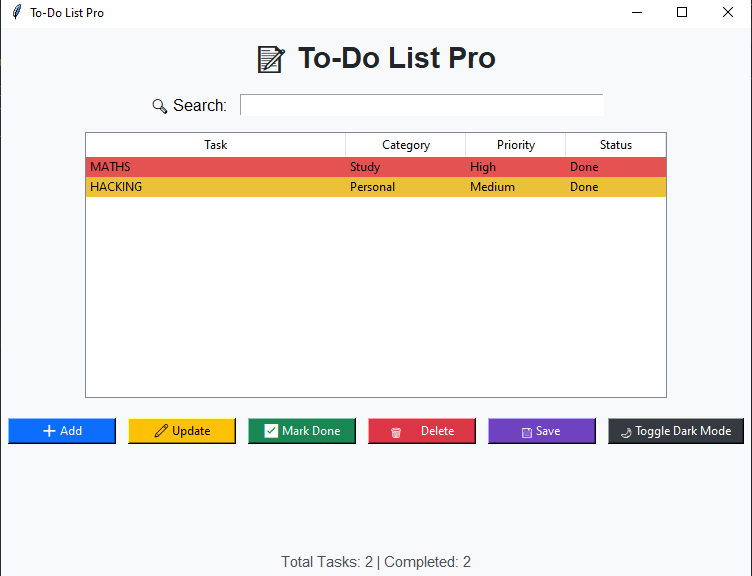 To-Do List Pro
To-Do List Pro
Search:
Task Category Priority Status
MATHS Study High Done
HACKING Personal Medium Done
Add Update Mark Done Delete Save Toggle Dark Mode
Total Tasks: 2 | Completed: 2